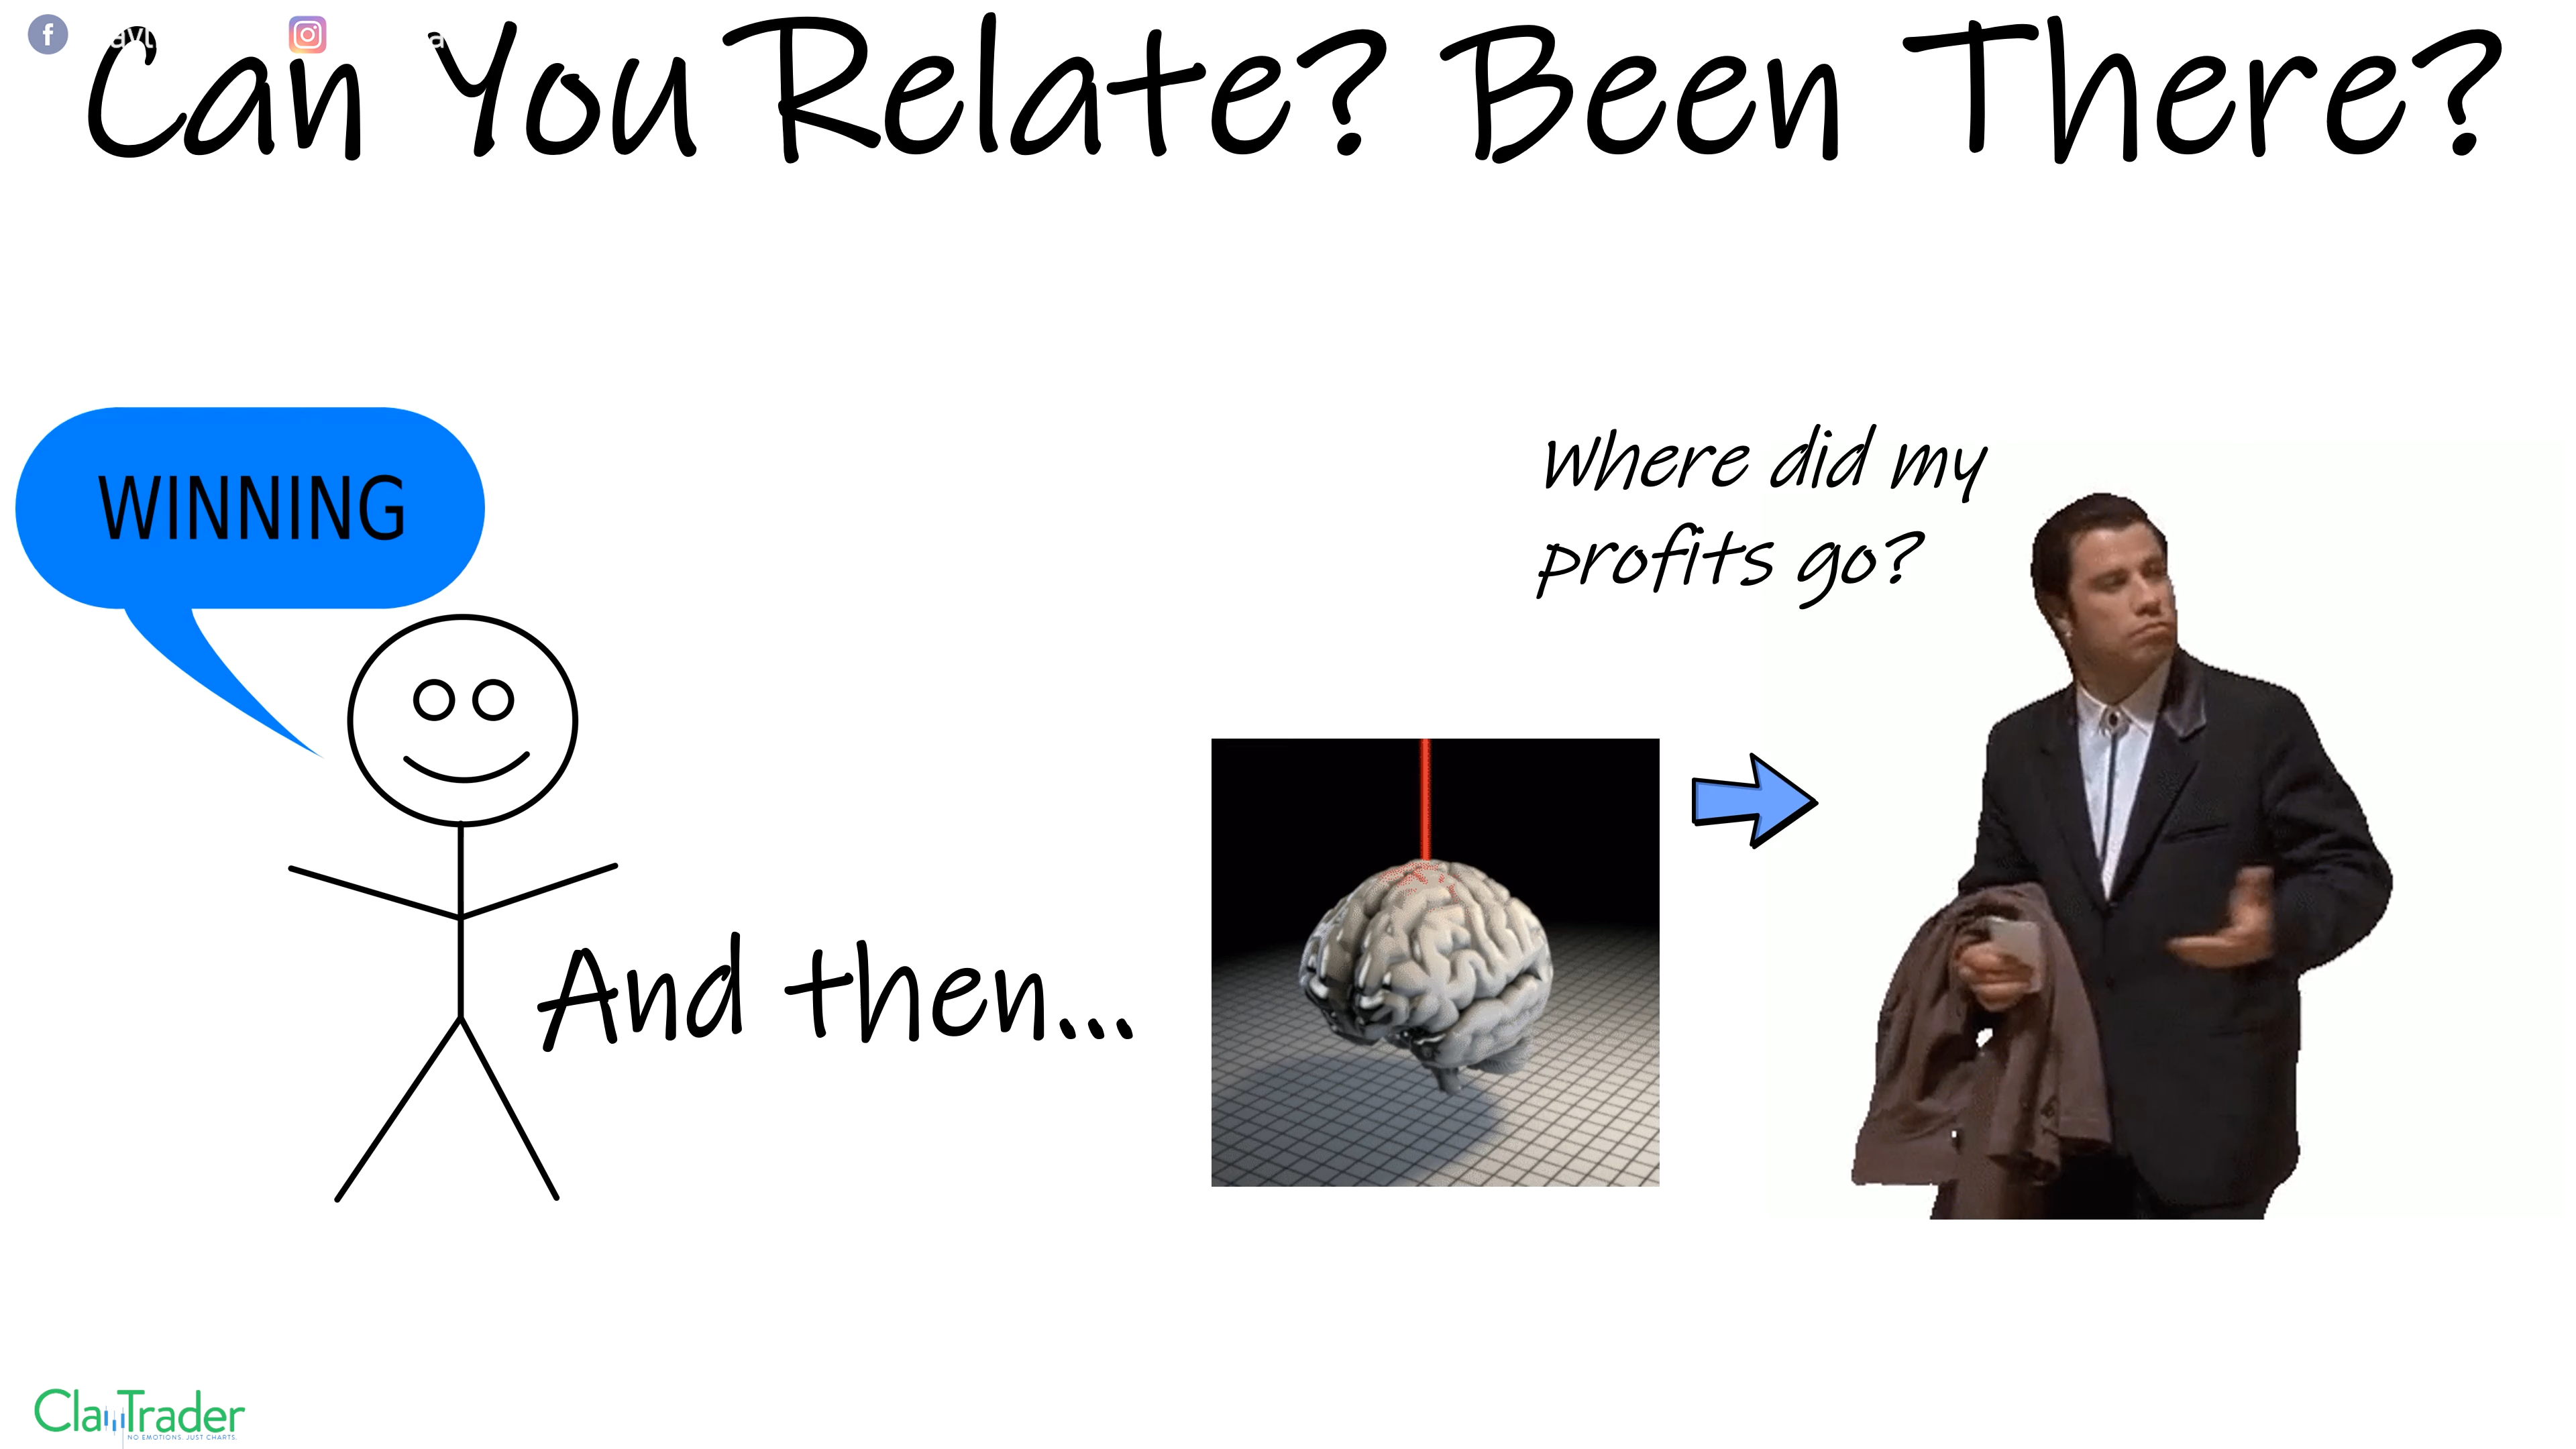 Can You Relate? Been There?
WINNING
Where did my
profits go?
And then...
ClayTrader
NO EMOTIONS. JUST CHARTS.